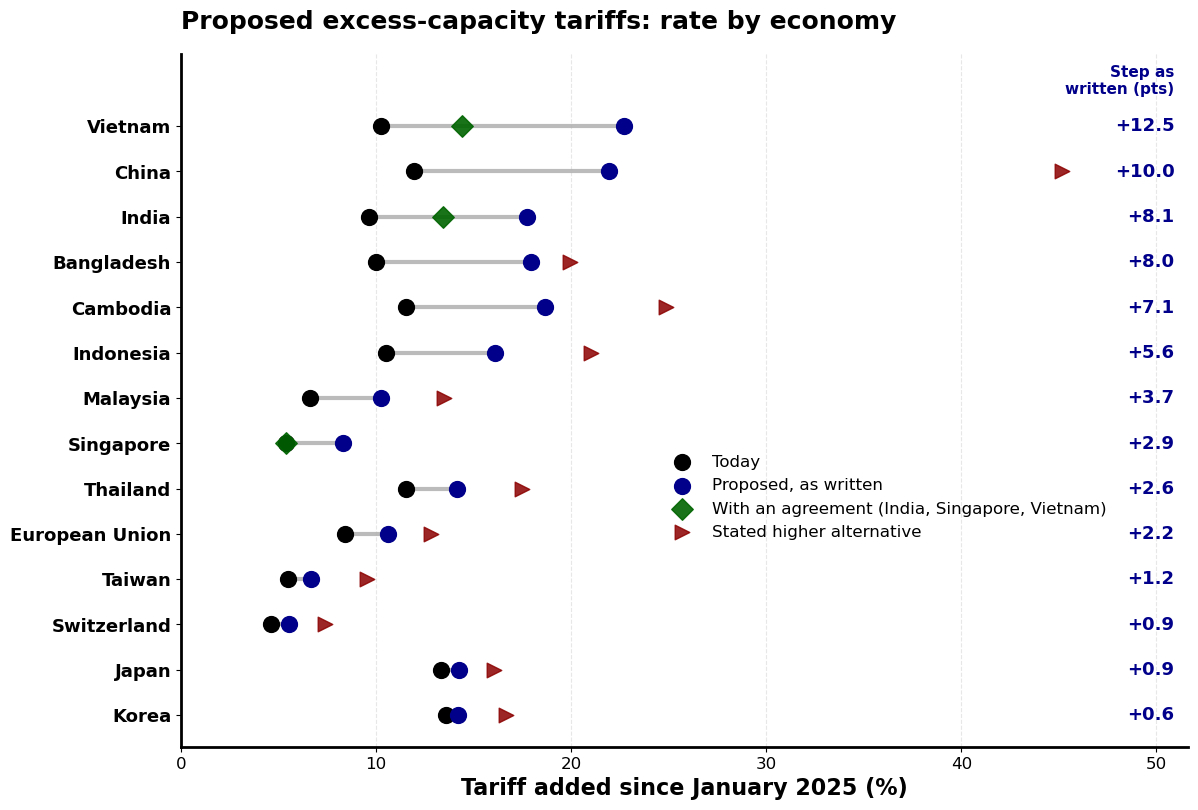 Proposed excess-capacity tariffs: rate by economy
Step as
written (pts)
Vietnam +12.5
China +10.0
India +8.1
Bangladesh +8.0
Cambodia +7.1
Indonesia +5.6
Malaysia +3.7
Singapore +2.9
Thailand +2.6
European Union +2.2
Taiwan +1.2
Switzerland +0.9
Japan +0.9
Korea +0.6
Today
Proposed, as written
With an agreement (India, Singapore, Vietnam)
Stated higher alternative
0 10 20 30 40 50
Tariff added since January 2025 (%)